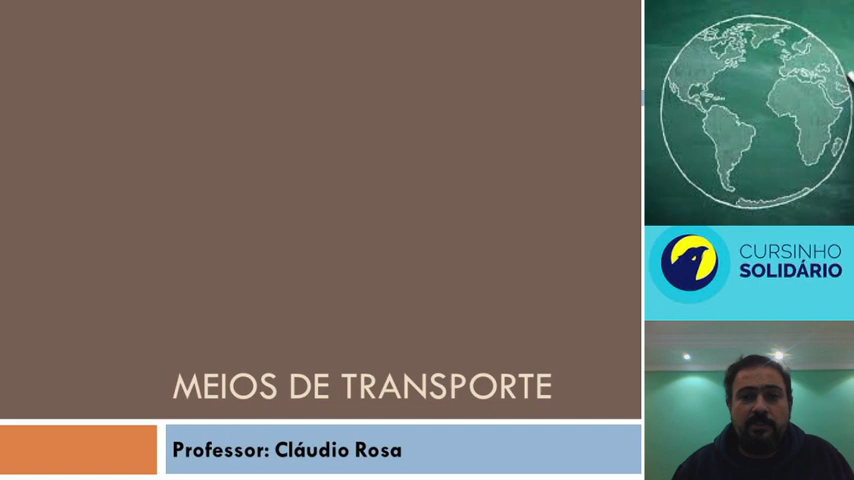 CURSINHO
SOLIDÁRIO
MEIOS DE TRANSPORTE
Professor: Cláudio Rosa